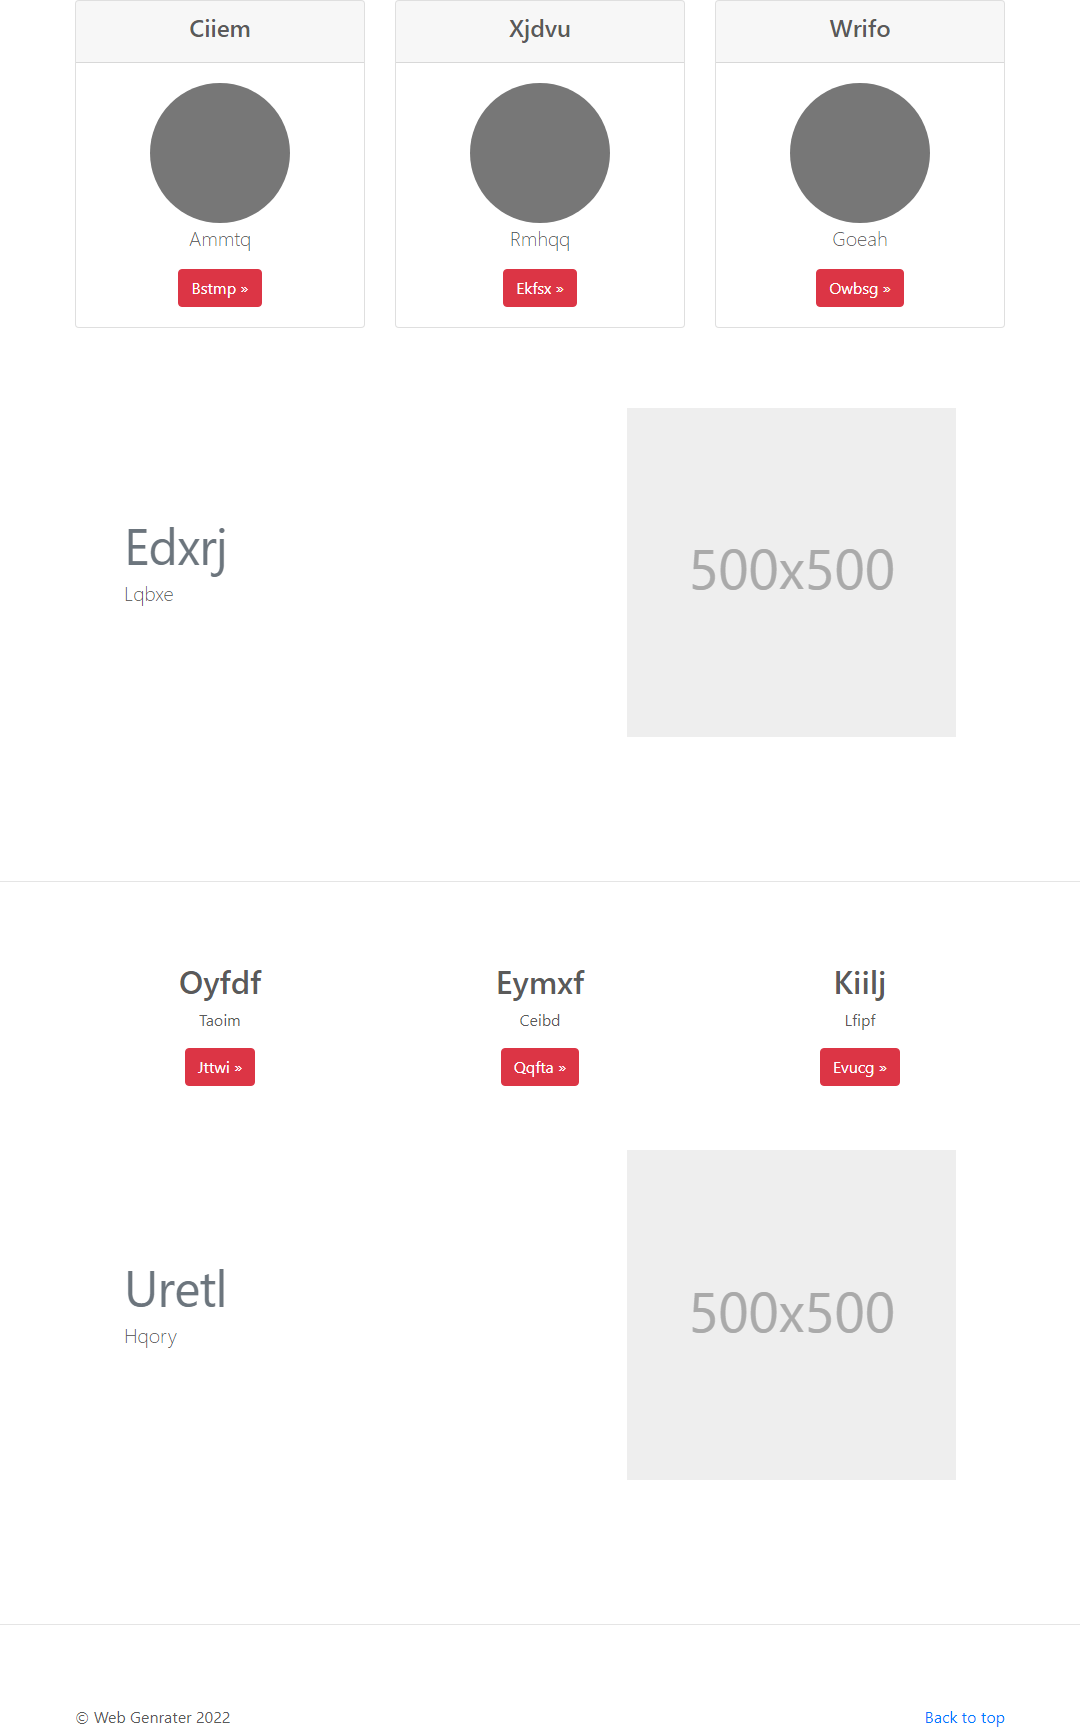 Ciiem
Xjdvu
Wrifo
Ammtq
Rmhqq
Goeah
Bstmp »
Ekfsx »
Owbsg »
Edxrj
Lqbxe
500x500
Oyfdf
Eymxf
Kiilj
Taoim
Ceibd
Lfipf
Jttwi »
Qqfta »
Evucg »
Uretl
Hqory
500x500
© Web Genrater 2022
Back to top